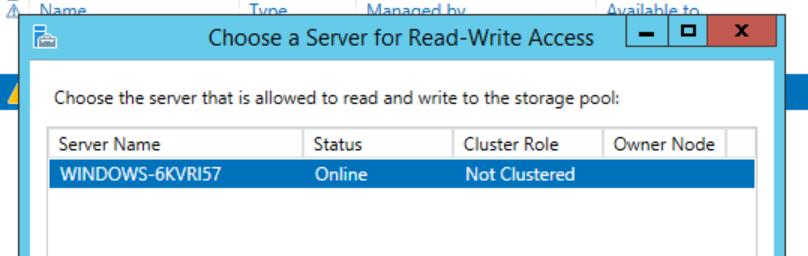 Name Type Managed by Available to
Choose a Server for Read-Write Access
Choose the server that is allowed to read and write to the storage pool:
Server Name Status Cluster Role Owner Node
WINDOWS-6KVRI57 Online Not Clustered